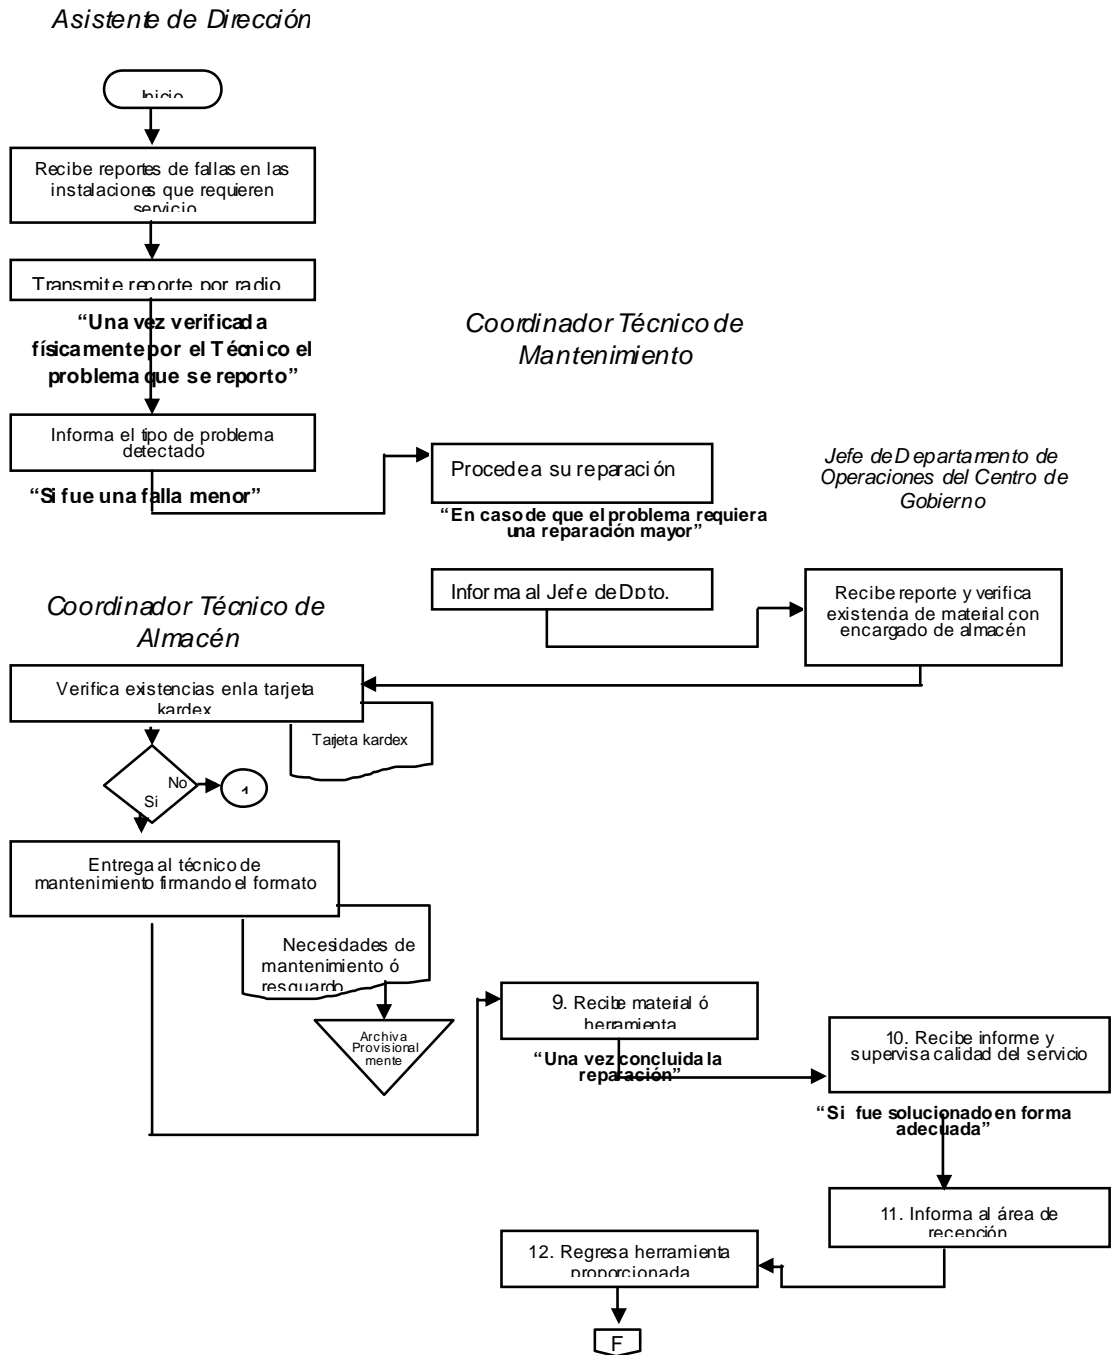 Asistente de Dirección
Inicio
Recibe reportes de fallas en las
instalaciones que requieren
servicio
Transmite reporte por radio
“Una vez verificada
físicamente por el Técnico el
problema que se reporto”
Coordinador Técnico de
Mantenimiento
Informa el tipo de problema
detectado
“Si fue una falla menor”
Procede a su reparación
“En caso de que el problema requiera
una reparación mayor”
Jefe de Departamento de
Operaciones del Centro de
Gobierno
Informa al Jefe de Dpto.
Recibe reporte y verifica
existencia de material con
encargado de almacén
Coordinador Técnico de
Almacén
Verifica existencias en la tarjeta
kardex
Tarjeta kardex
No
Si
1
Entrega al técnico de
mantenimiento firmando el formato
Necesidades de
mantenimiento ó
resguardo
Archiva
Provisional
mente
9. Recibe material ó
herramienta
“Una vez concluida la
reparación”
10. Recibe informe y
supervisa calidad del servicio
“Si fue solucionado en forma
adecuada”
11. Informa al área de
recepción
12. Regresa herramienta
proporcionada
F